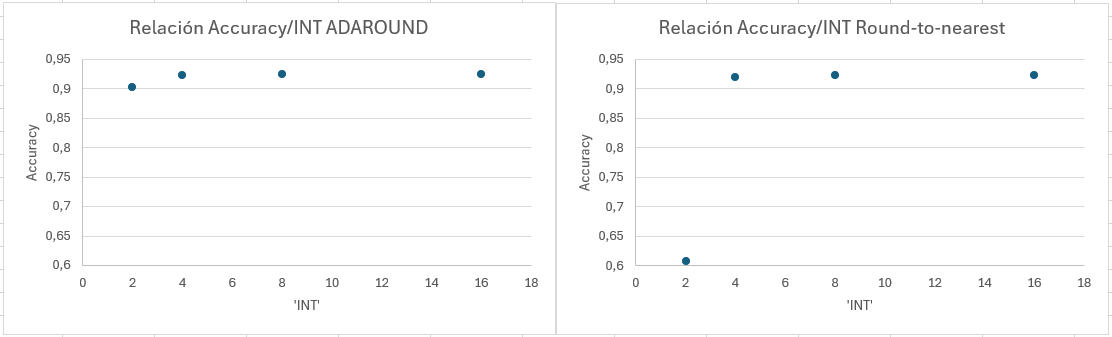 Relación Accuracy/INT ADAROUND
0,95
0,9
0,85
0,8
0,75
0,7
0,65
0,6
Accuracy
0 2 4 6 8 10 12 14 16 18
'INT'
Relación Accuracy/INT Round-to-nearest
0,95
0,9
0,85
0,8
0,75
0,7
0,65
0,6
Accuracy
0 2 4 6 8 10 12 14 16 18
'INT'